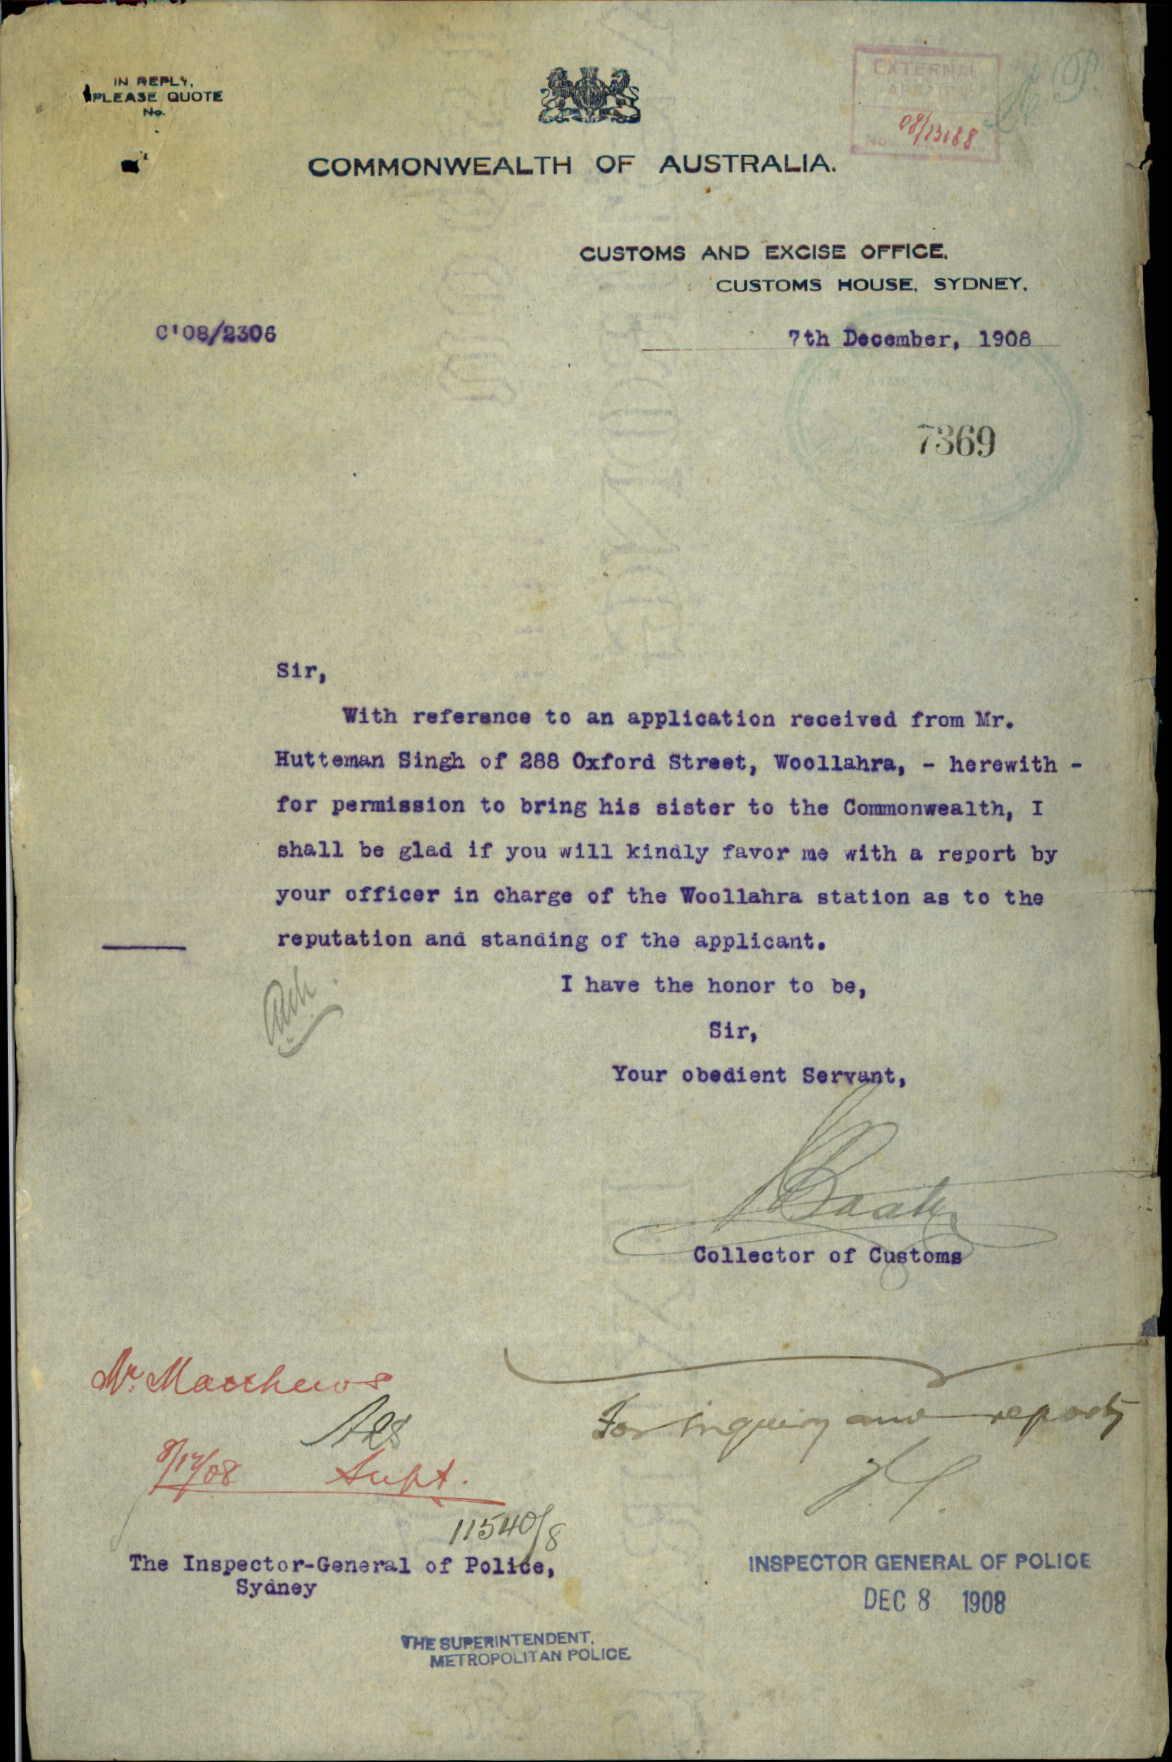 IN REPLY,
PLEASE QUOTE
No.
EXTERNAL
08/13188
COMMONWEALTH OF AUSTRALIA.
CUSTOMS AND EXCISE OFFICE,
CUSTOMS HOUSE, SYDNEY.
C'08/2306
7th December, 1908
7369
Sir,
With reference to an application received from Mr.
Hutteman Singh of 288 Oxford Street, Woollahra, - herewith -
for permission to bring his sister to the Commonwealth, I
shall be glad if you will kindly favor me with a report by
your officer in charge of the Woollahra station as to the
reputation and standing of the applicant.
I have the honor to be,
Sir,
Your obedient Servant,
Collector of Customs
Mr. Matthews
8/12/08 Supt.
For inquiry and report
11540/8
The Inspector-General of Police,
Sydney
INSPECTOR GENERAL OF POLICE
DEC 8 1908
THE SUPERINTENDENT,
METROPOLITAN POLICE